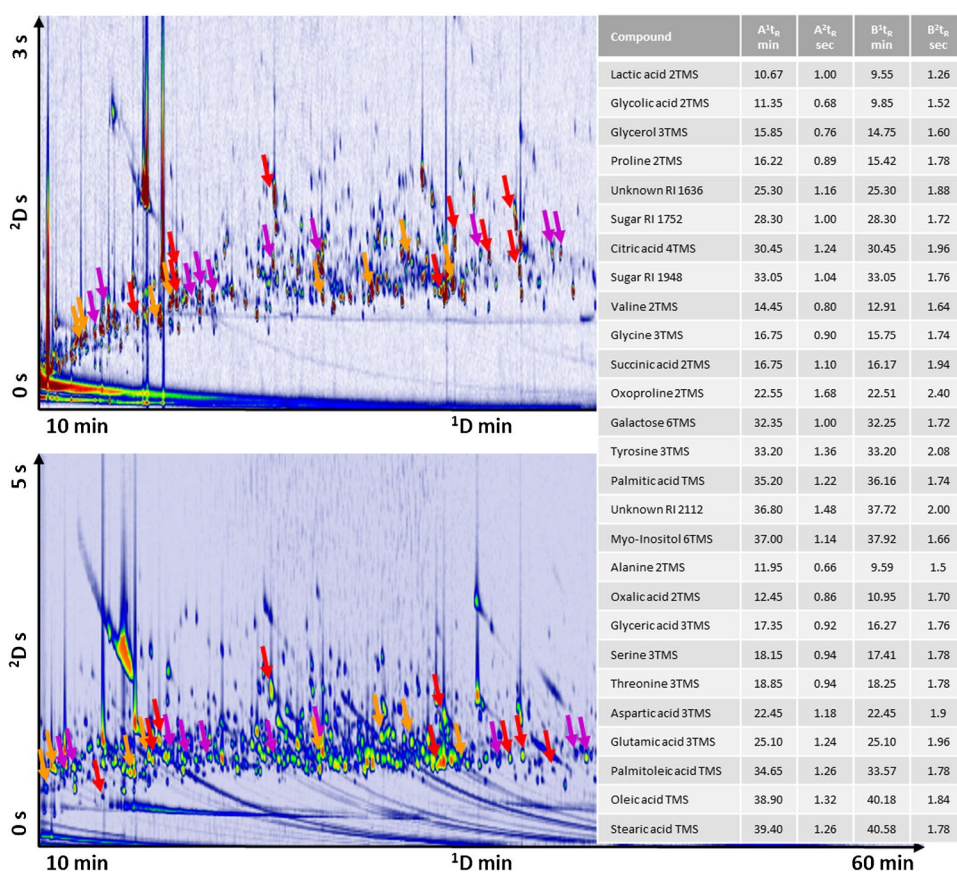 3 s
²D s
0 s
10 min
¹D min
5 s
²D s
0 s
10 min
¹D min
60 min
Compound A¹tR min A²tR sec B¹tR min B²tR sec
Lactic acid 2TMS 10.67 1.00 9.55 1.26
Glycolic acid 2TMS 11.35 0.68 9.85 1.52
Glycerol 3TMS 15.85 0.76 14.75 1.60
Proline 2TMS 16.22 0.89 15.42 1.78
Unknown RI 1636 25.30 1.16 25.30 1.88
Sugar RI 1752 28.30 1.00 28.30 1.72
Citric acid 4TMS 30.45 1.24 30.45 1.96
Sugar RI 1948 33.05 1.04 33.05 1.76
Valine 2TMS 14.45 0.80 12.91 1.64
Glycine 3TMS 16.75 0.90 15.75 1.74
Succinic acid 2TMS 16.75 1.10 16.17 1.94
Oxoproline 2TMS 22.55 1.68 22.51 2.40
Galactose 6TMS 32.35 1.00 32.25 1.72
Tyrosine 3TMS 33.20 1.36 33.20 2.08
Palmitic acid TMS 35.20 1.22 36.16 1.74
Unknown RI 2112 36.80 1.48 37.72 2.00
Myo-Inositol 6TMS 37.00 1.14 37.92 1.66
Alanine 2TMS 11.95 0.66 9.59 1.5
Oxalic acid 2TMS 12.45 0.86 10.95 1.70
Glyceric acid 3TMS 17.35 0.92 16.27 1.76
Serine 3TMS 18.15 0.94 17.41 1.78
Threonine 3TMS 18.85 0.94 18.25 1.78
Aspartic acid 3TMS 22.45 1.18 22.45 1.9
Glutamic acid 3TMS 25.10 1.24 25.10 1.96
Palmitoleic acid TMS 34.65 1.26 33.57 1.78
Oleic acid TMS 38.90 1.32 40.18 1.84
Stearic acid TMS 39.40 1.26 40.58 1.78